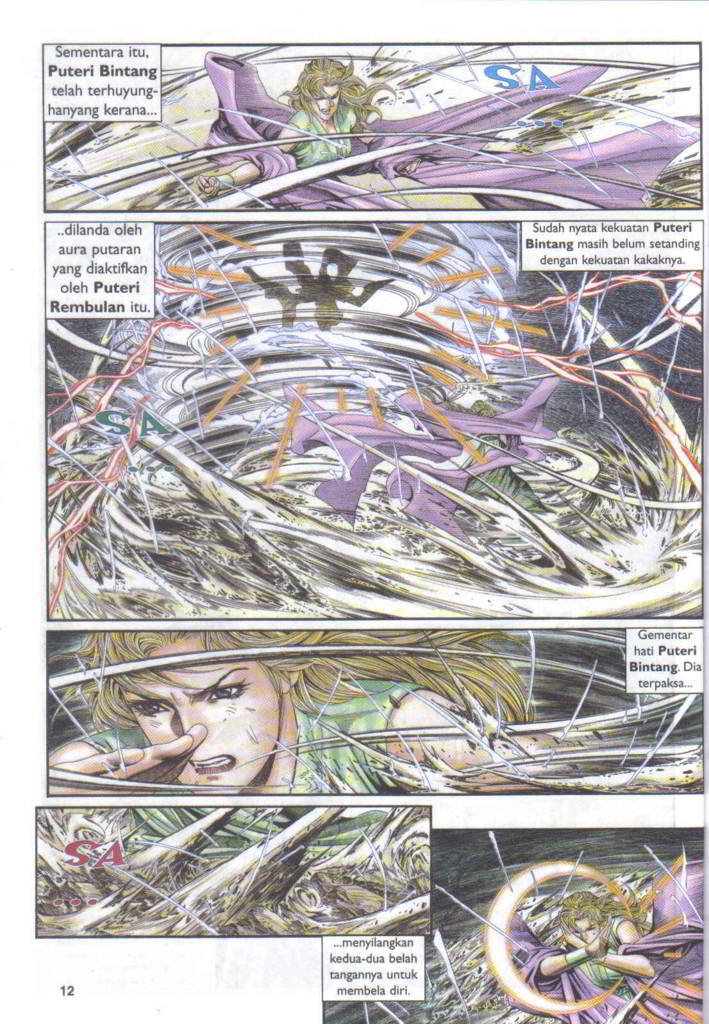 Sementara itu,
Puteri Bintang
telah terhuyung-
hanyang kerana...
SA
...
..dilanda oleh
aura putaran
yang diaktifkan
oleh Puteri
Rembulan itu.
Sudah nyata kekuatan Puteri
Bintang masih belum setanding
dengan kekuatan kakaknya.
SA
...
Gementar
hati Puteri
Bintang. Dia
terpaksa...
SA
...
...menyilangkan
kedua-dua belah
tangannya untuk
membela diri.
12